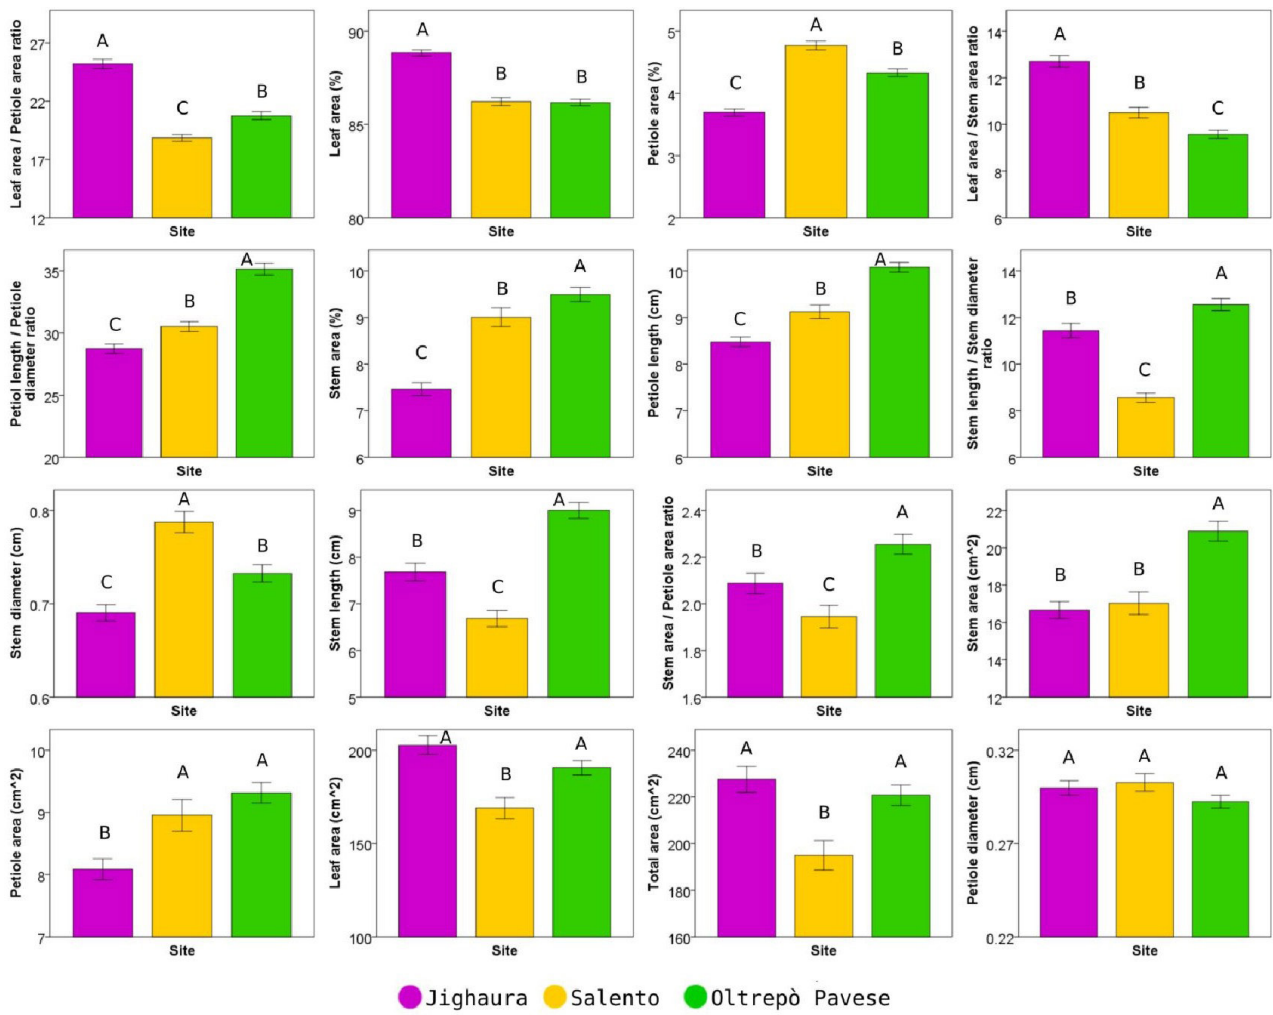 Leaf area / Petiole area ratio
27
22
17
12
A
C
B
Site
Leaf area (%)
90
85
80
A
B
B
Site
Petiole area (%)
5
4
3
2
C
A
B
Site
Leaf area / Stem area ratio
14
12
10
8
6
A
B
C
Site
Petiol length / Petiole
diameter ratio
35
30
25
20
C
B
A
Site
Stem area (%)
10
9
8
7
6
C
B
A
Site
Petiole length (cm)
10
9
8
7
6
C
B
A
Site
Stem length / Stem diameter
ratio
14
12
10
8
6
B
C
A
Site
Stem diameter (cm)
0.8
0.7
0.6
C
A
B
Site
Stem length (cm)
9
8
7
6
5
B
C
A
Site
Stem area / Petiole area ratio
2.4
2.2
2.0
1.8
1.6
B
C
A
Site
Stem area (cm^2)
22
20
18
16
14
12
B
B
A
Site
Petiole area (cm^2)
10
9
8
7
B
A
A
Site
Leaf area (cm^2)
200
150
100
A
B
A
Site
Total area (cm^2)
240
220
200
180
160
A
B
A
Site
Petiole diameter (cm)
0.32
0.27
0.22
A
A
A
Site
Jighaura Salento Oltrepò Pavese